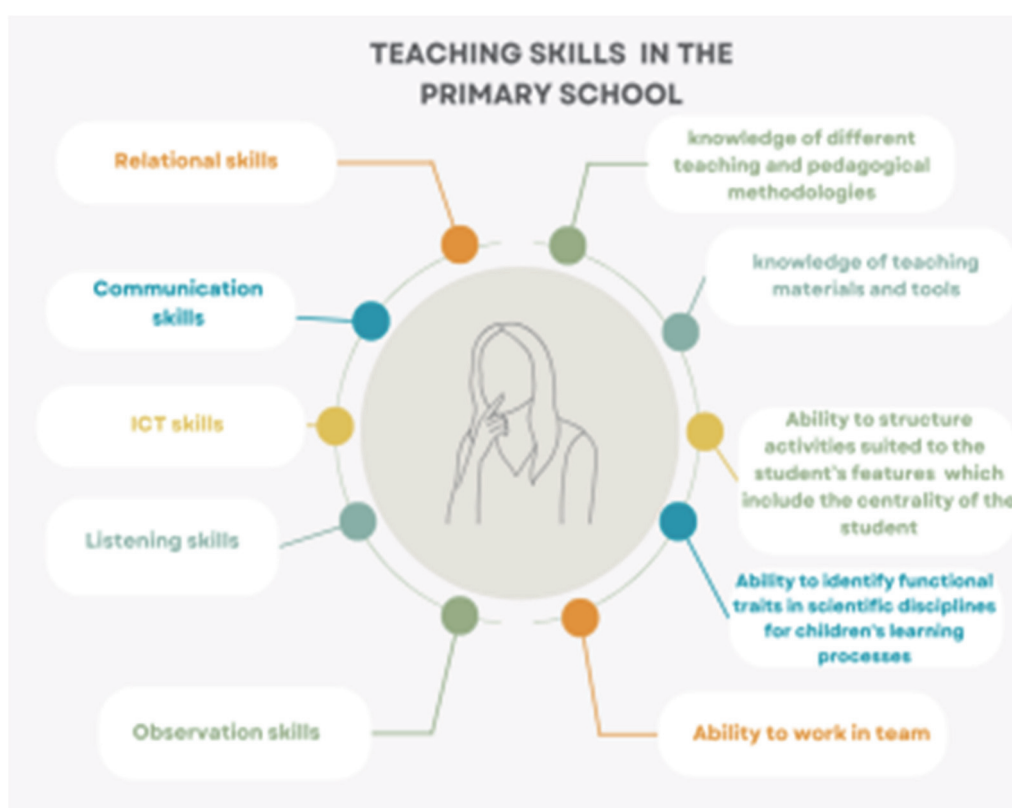 TEACHING SKILLS IN THE
PRIMARY SCHOOL
Relational skills
Communication
skills
ICT skills
Listening skills
Observation skills
knowledge of different
teaching and pedagogical
methodologies
knowledge of teaching
materials and tools
Ability to structure
activities suited to the
student's features which
include the centrality of the
student
Ability to identify functional
traits in scientific disciplines
for children's learning
processes
Ability to work in team